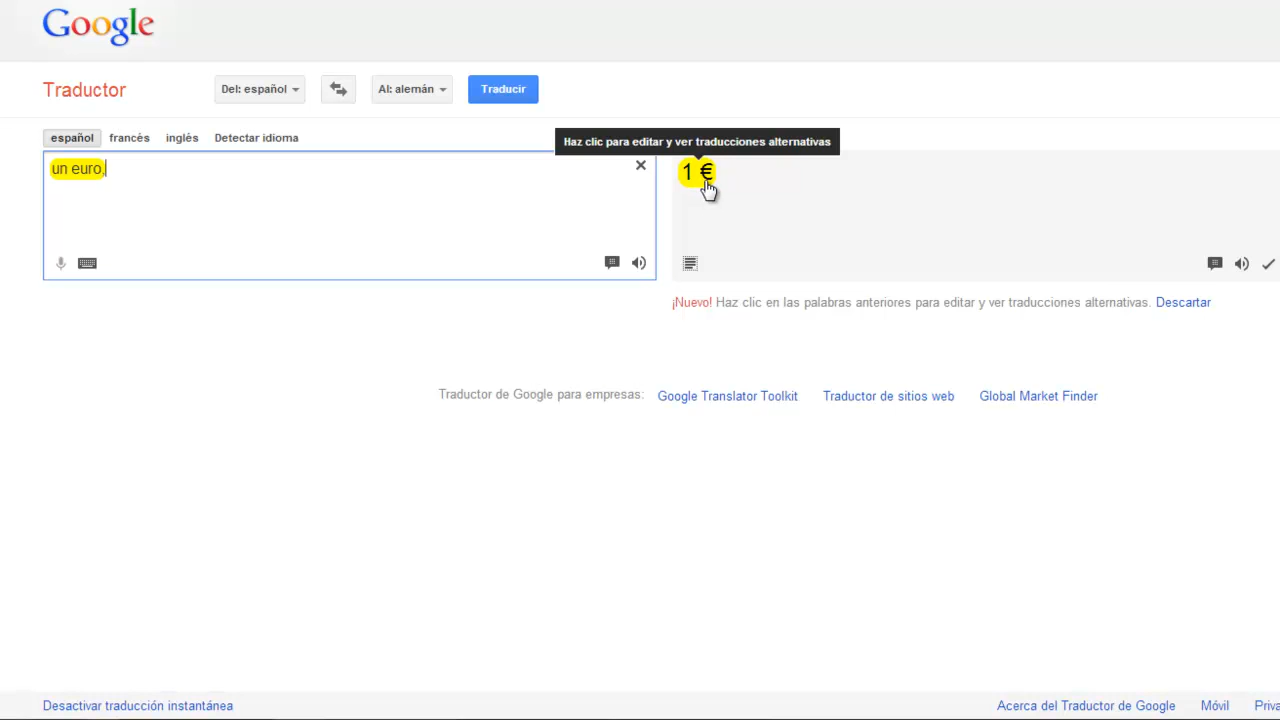 Google
Traductor
Del: español
Al: alemán
Traducir
español francés inglés Detectar idioma
Haz clic para editar y ver traducciones alternativas
un euro.
1 €
¡Nuevo! Haz clic en las palabras anteriores para editar y ver traducciones alternativas. Descartar
Traductor de Google para empresas: Google Translator Toolkit Traductor de sitios web Global Market Finder
Desactivar traducción instantánea
Acerca del Traductor de Google Móvil